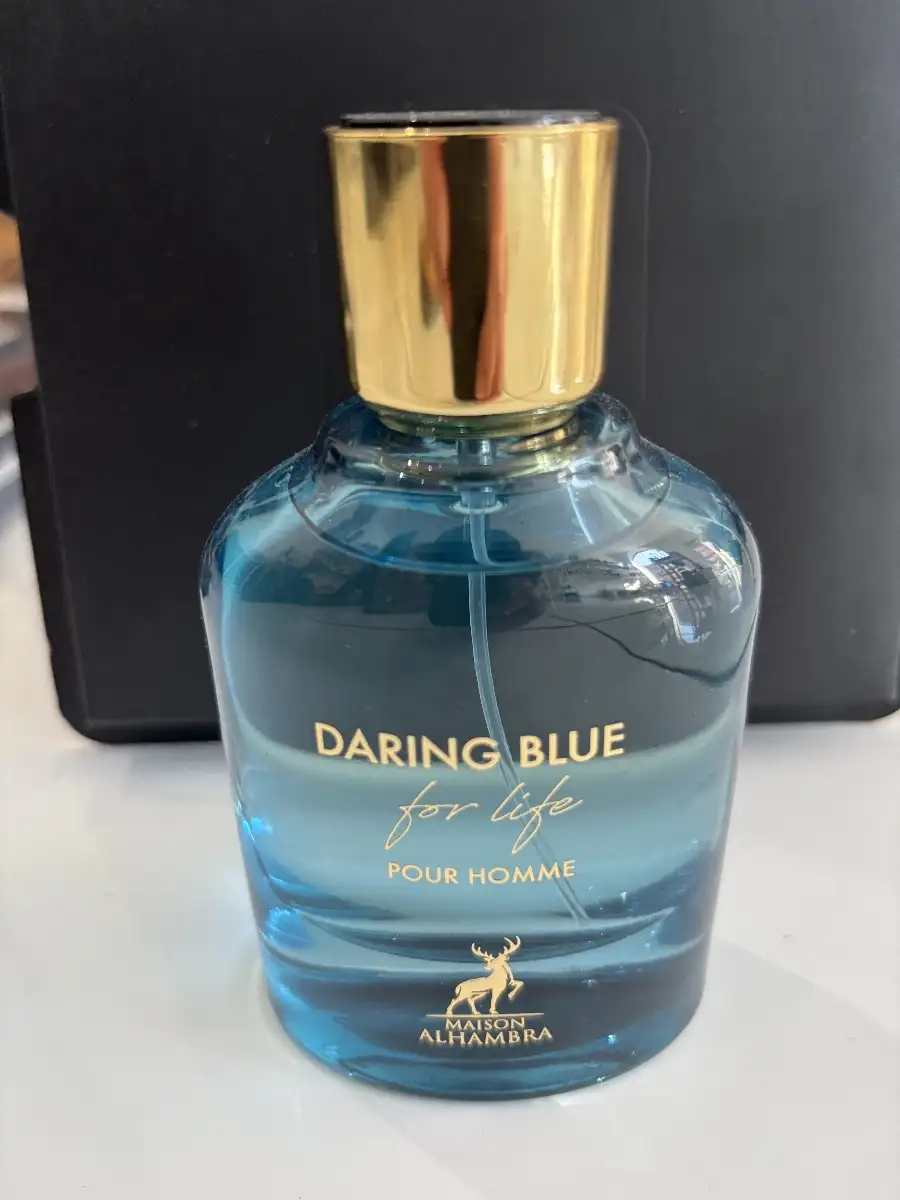 DARING BLUE
for life
POUR HOMME
MAISON
ALHAMBRA